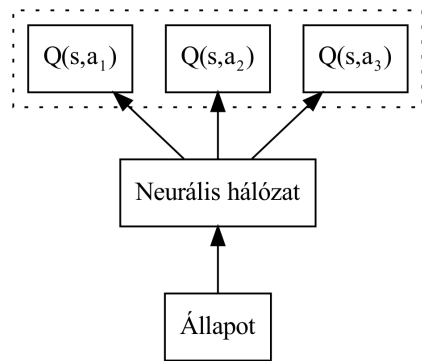 Q(s,a₁) Q(s,a₂) Q(s,a₃)
Neurális hálózat
Állapot